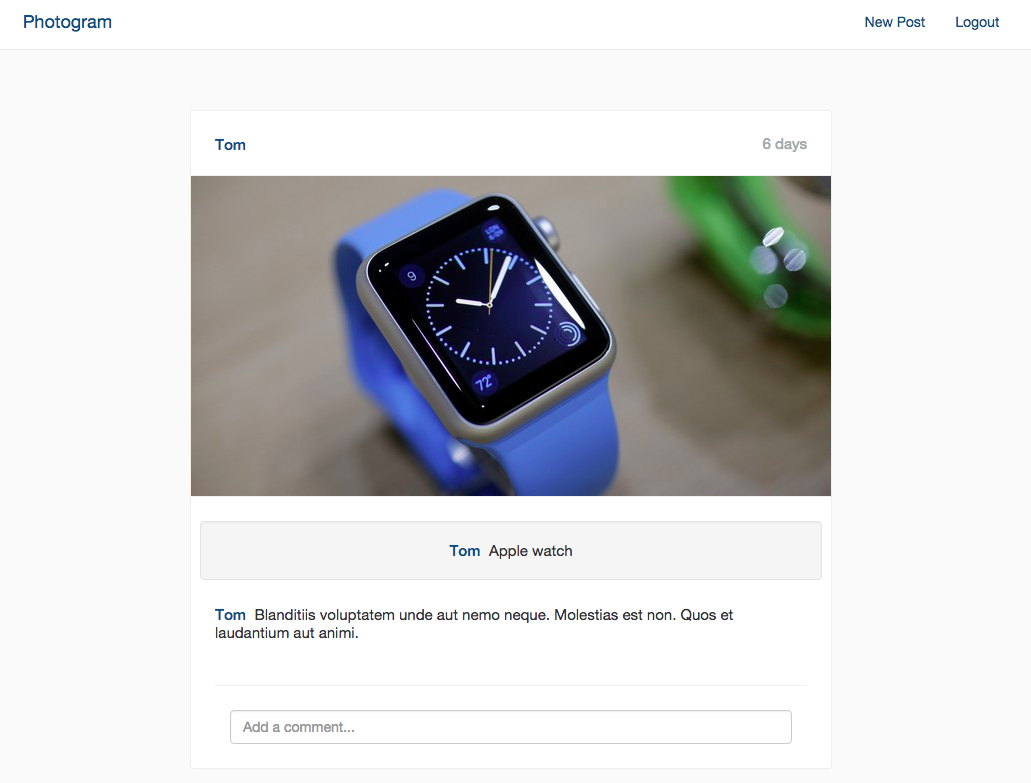 Photogram
New Post Logout
Tom
6 days
9
72°
Tom Apple watch
Tom Blanditiis voluptatem unde aut nemo neque. Molestias est non. Quos et
laudantium aut animi.
Add a comment...